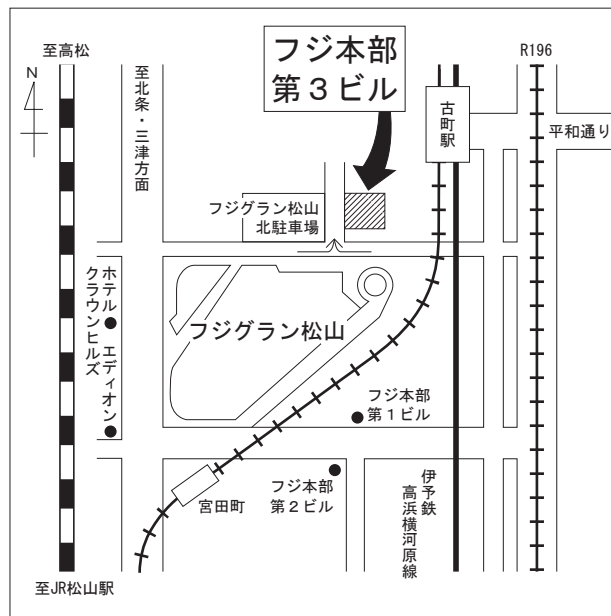 至高松
N
至北条・三津方面
フジ本部
第3ビル
R196
古町駅
平和通り
フジグラン松山
北駐車場
ホテル
クラウンヒルズ
エディオン
フジグラン松山
フジ本部
第1ビル
宮田町
フジ本部
第2ビル
伊予鉄
高浜横河原線
至JR松山駅